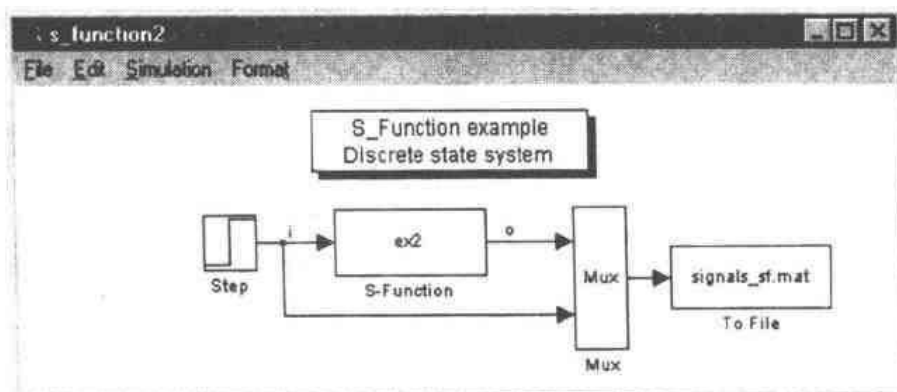 s_function2
File Edit Simulation Format
S_Function example
Discrete state system
i
ex2
o
Step
S-Function
Mux
signals_sf.mat
To File
Mux